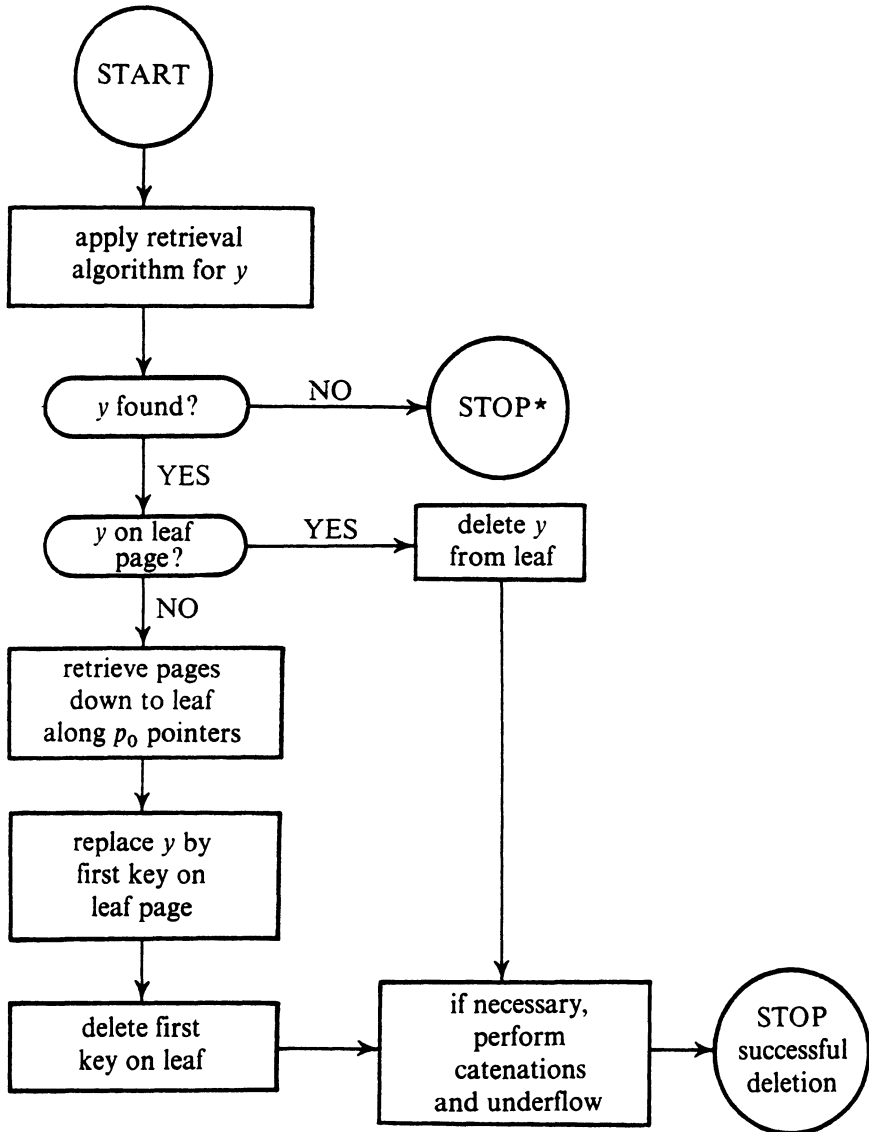 START
apply retrieval
algorithm for y
y found?
NO
STOP*
YES
y on leaf
page?
YES
delete y
from leaf
NO
retrieve pages
down to leaf
along p₀ pointers
replace y by
first key on
leaf page
delete first
key on leaf
if necessary,
perform
catenations
and underflow
STOP
successful
deletion